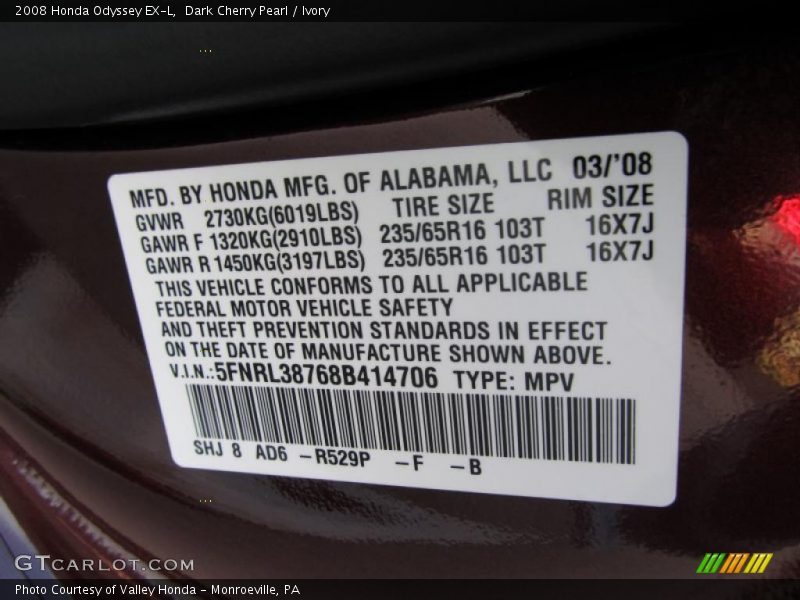 2008 Honda Odyssey EX-L,  Dark Cherry Pearl / Ivory
MFD. BY HONDA MFG. OF ALABAMA, LLC 03/'08
GVWR 2730KG(6019LBS) TIRE SIZE RIM SIZE
GAWR F 1320KG(2910LBS) 235/65R16 103T 16X7J
GAWR R 1450KG(3197LBS) 235/65R16 103T 16X7J
THIS VEHICLE CONFORMS TO ALL APPLICABLE
FEDERAL MOTOR VEHICLE SAFETY
AND THEFT PREVENTION STANDARDS IN EFFECT
ON THE DATE OF MANUFACTURE SHOWN ABOVE.
V.I.N.:5FNRL38768B414706 TYPE: MPV
SHJ 8 AD6 -R529P -F -B
GTCARLOT.COM
Photo Courtesy of Valley Honda - Monroeville, PA